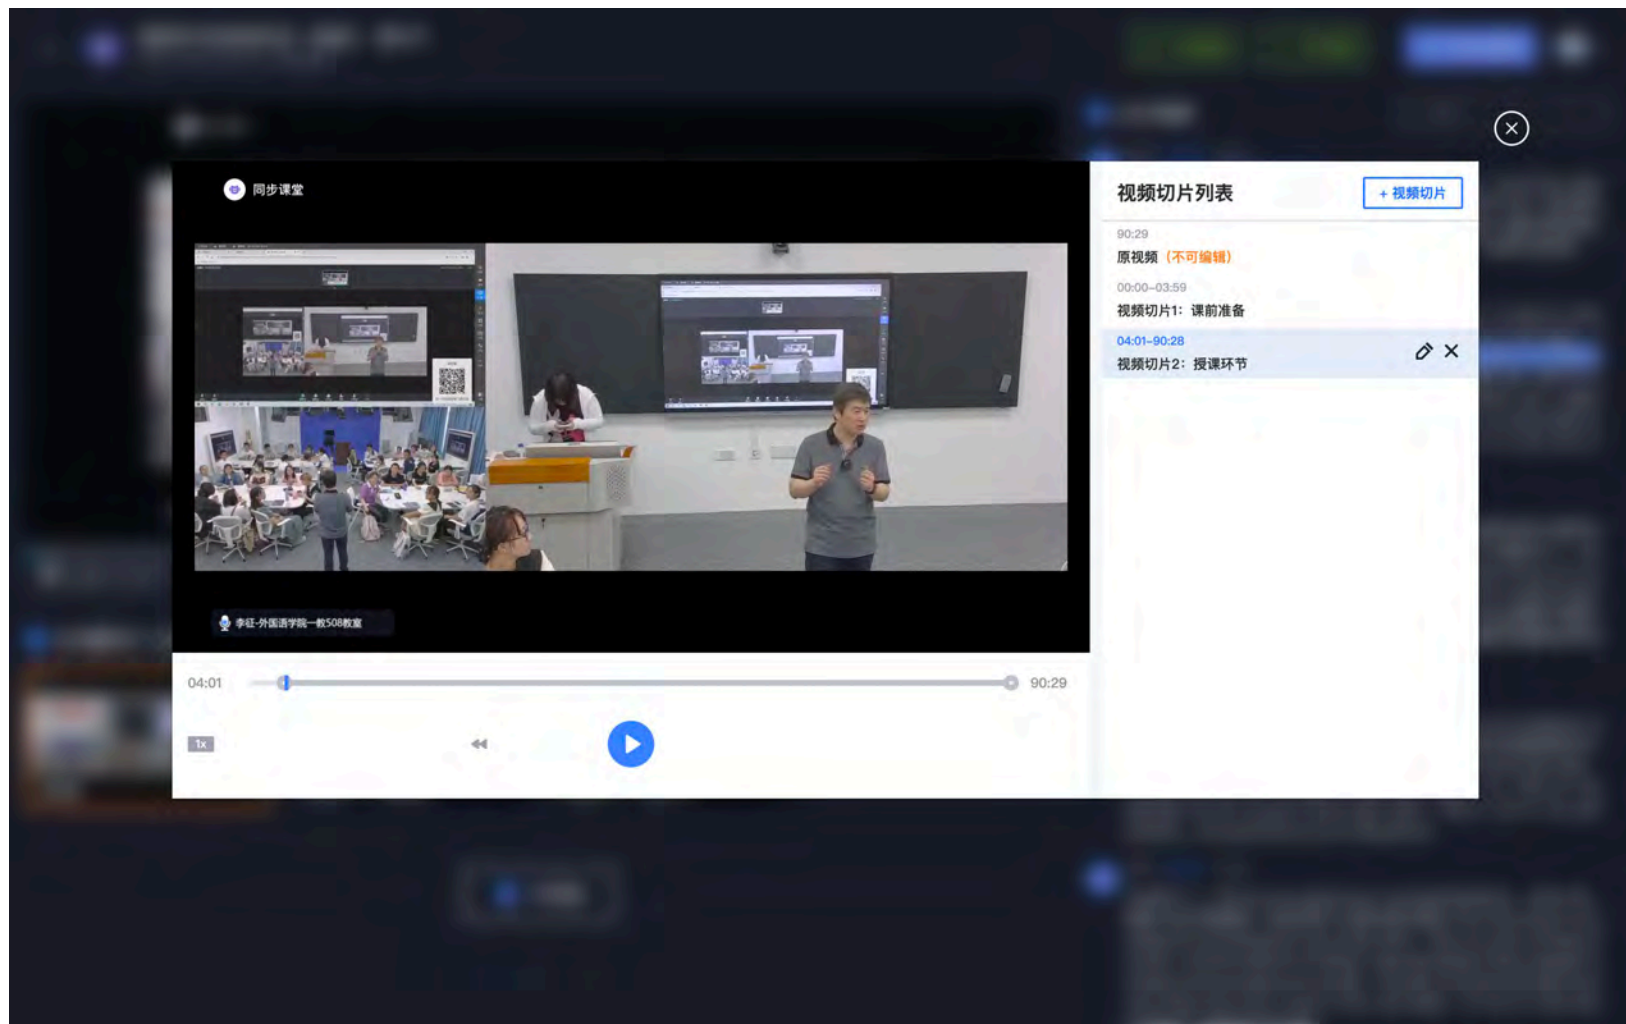 同步课堂
李征-外国语学院一教508教室
04:01
90:29
1x
视频切片列表
+ 视频切片
90:29
原视频（不可编辑）
00:00-03:59
视频切片1：课前准备
04:01-90:28
视频切片2：授课环节